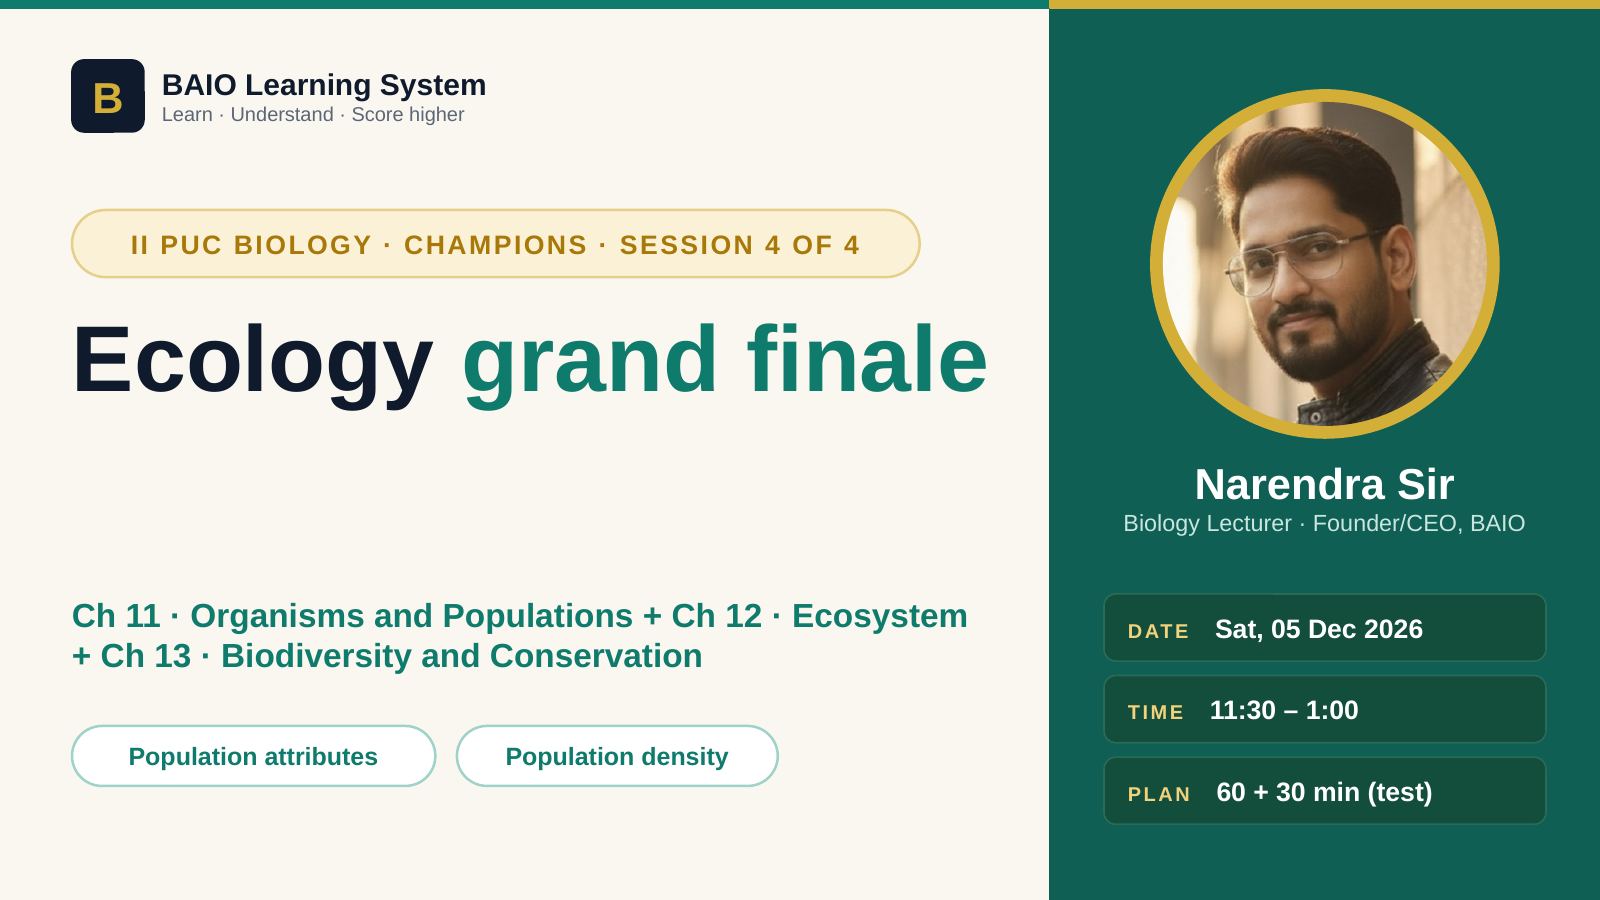 B
BAIO Learning System
Learn · Understand · Score higher
II PUC BIOLOGY · CHAMPIONS · SESSION 4 OF 4
Ecology grand finale
Ch 11 · Organisms and Populations + Ch 12 · Ecosystem
+ Ch 13 · Biodiversity and Conservation
Population attributes
Population density
Narendra Sir
Biology Lecturer · Founder/CEO, BAIO
DATE Sat, 05 Dec 2026
TIME 11:30 – 1:00
PLAN 60 + 30 min (test)